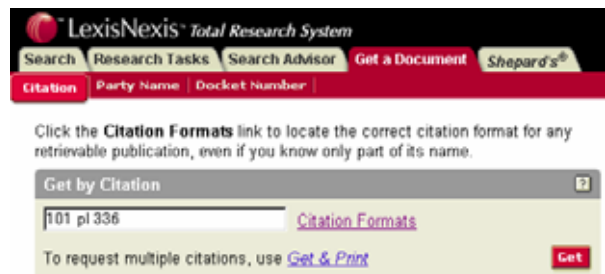 LexisNexis™ Total Research System
Search Research Tasks Search Advisor Get a Document Shepard's®
Citation Party Name | Docket Number |
Click the Citation Formats link to locate the correct citation format for any
retrievable publication, even if you know only part of its name.
Get by Citation ?
101 pl 336 Citation Formats
To request multiple citations, use Get & Print Get